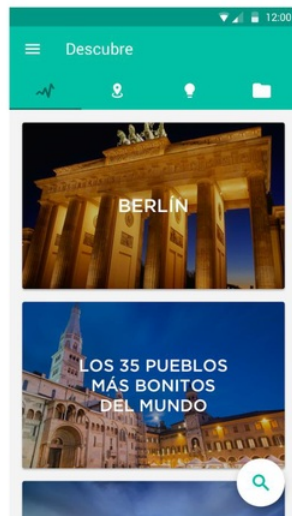 12:00
Descubre
BERLÍN
LOS 35 PUEBLOS
MÁS BONITOS
DEL MUNDO